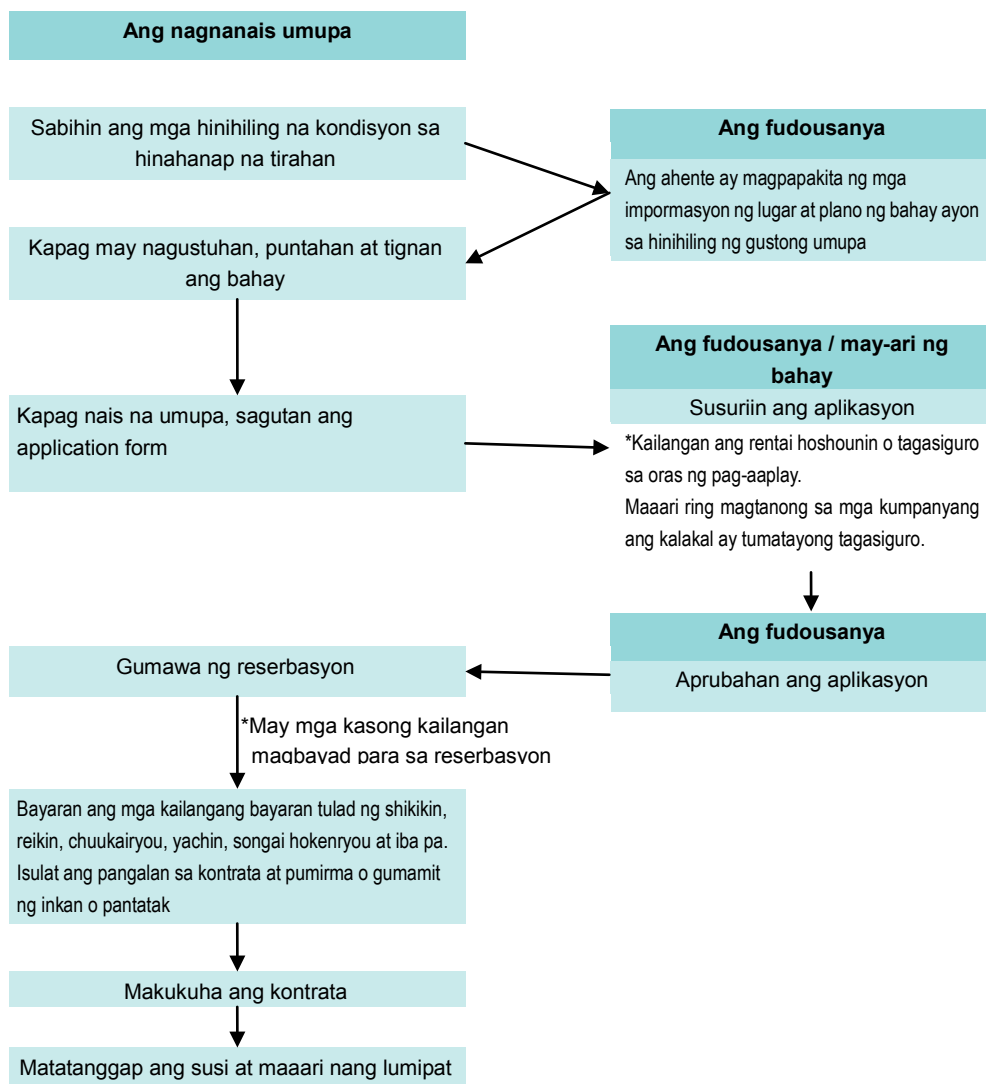 Ang nagnanais umupa
Sabihin ang mga hinihiling na kondisyon sa
hinahanap na tirahan
Ang fudousanya
Ang ahente ay magpapakita ng mga
impormasyon ng lugar at plano ng bahay ayon
sa hinihiling ng gustong umupa
Kapag may nagustuhan, puntahan at tignan
ang bahay
Kapag nais na umupa, sagutan ang
application form
Ang fudousanya / may-ari ng
bahay
Susuriin ang aplikasyon
*Kailangan ang rentai hoshounin o tagasiguro
sa oras ng pag-aaplay.
Maaari ring magtanong sa mga kumpanyang
ang kalakal ay tumatayong tagasiguro.
Ang fudousanya
Aprubahan ang aplikasyon
Gumawa ng reserbasyon
*May mga kasong kailangan
magbayad para sa reserbasyon
Bayaran ang mga kailangang bayaran tulad ng shikikin,
reikin, chuukairyou, yachin, songai hokenryou at iba pa.
Isulat ang pangalan sa kontrata at pumirma o gumamit
ng inkan o pantatak
Makukuha ang kontrata
Matatanggap ang susi at maaari nang lumipat